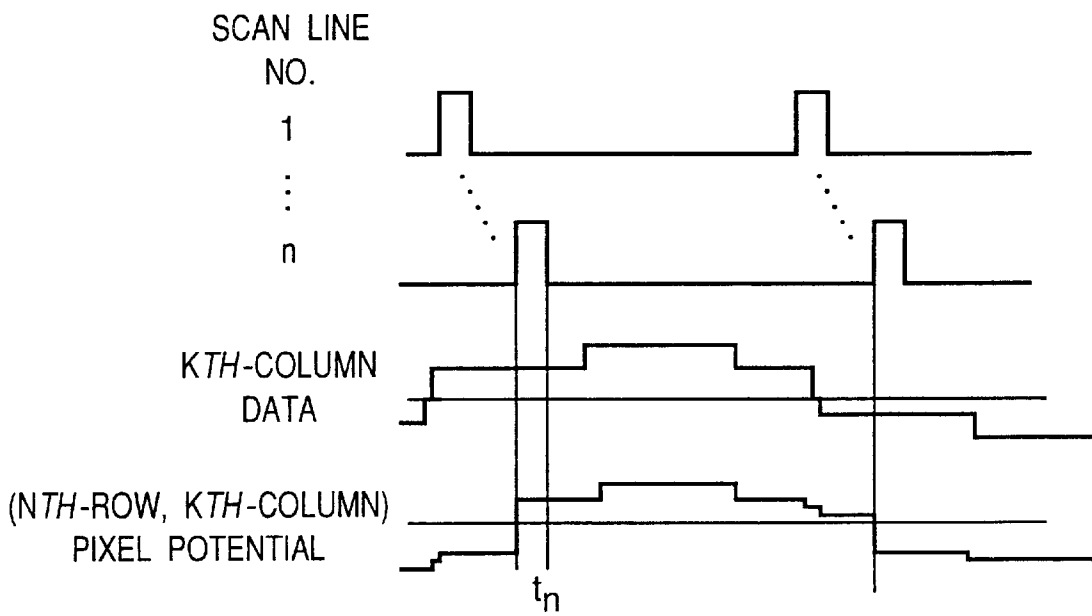 SCAN LINE
NO.
1
⋮
n
KTH-COLUMN
DATA
(NTH-ROW, KTH-COLUMN)
PIXEL POTENTIAL
tn